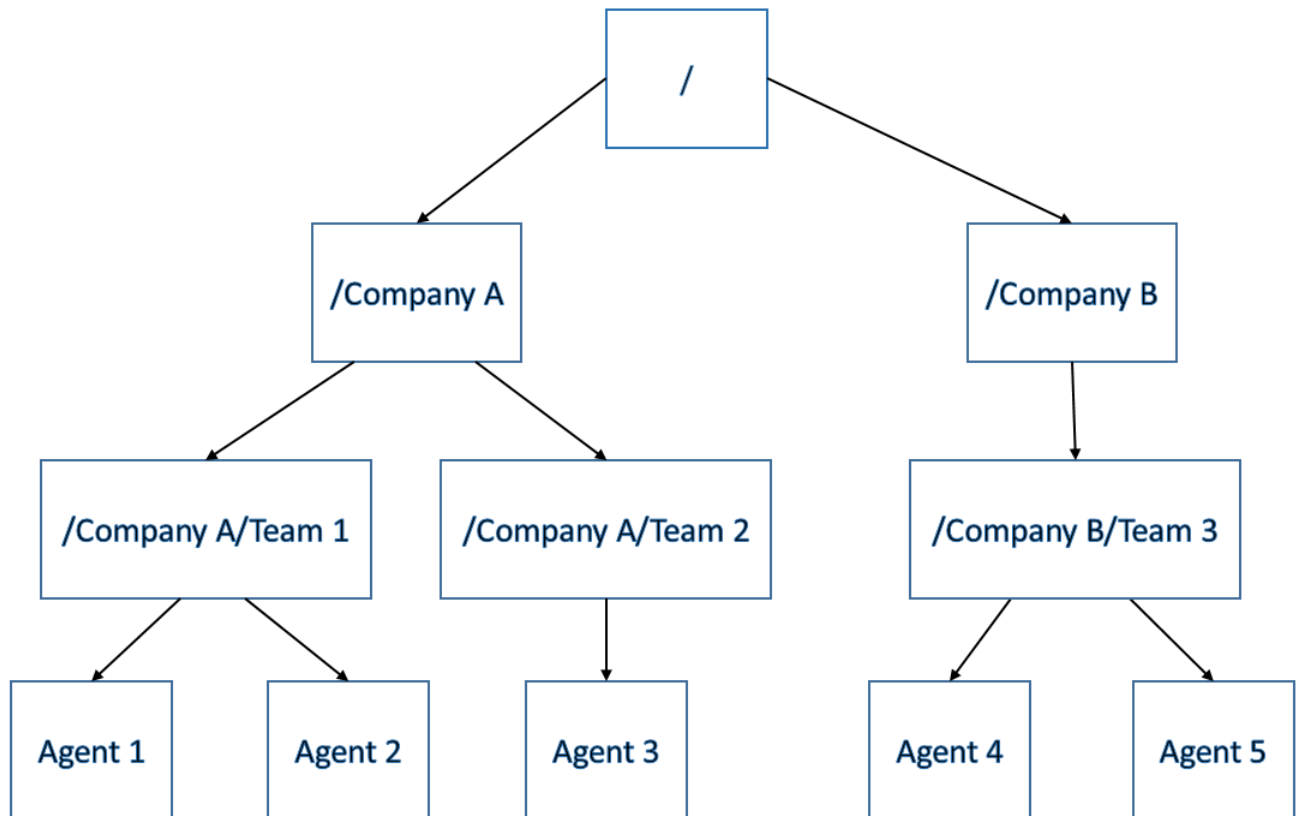 /
/Company A
/Company B
/Company A/Team 1
/Company A/Team 2
/Company B/Team 3
Agent 1
Agent 2
Agent 3
Agent 4
Agent 5